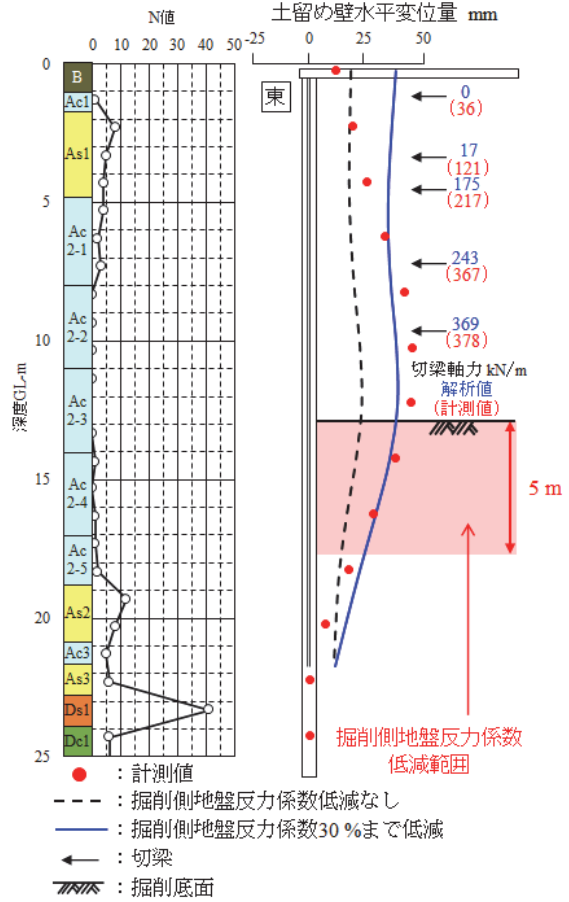 N値
土留め壁水平変位量 mm
0 10 20 30 40 50
-25 0 25 50
深度GL-m
0
5
10
15
20
25
B
Ac1
As1
Ac
2-1
Ac
2-2
Ac
2-3
Ac
2-4
Ac
2-5
As2
Ac3
As3
Ds1
Dc1
東
0
(36)
17
(121)
175
(217)
243
(367)
369
(378)
切梁軸力 kN/m
解析値
(計測値)
5 m
掘削側地盤反力係数
低減範囲
：計測値
：掘削側地盤反力係数低減なし
：掘削側地盤反力係数30 %まで低減
：切梁
：掘削底面